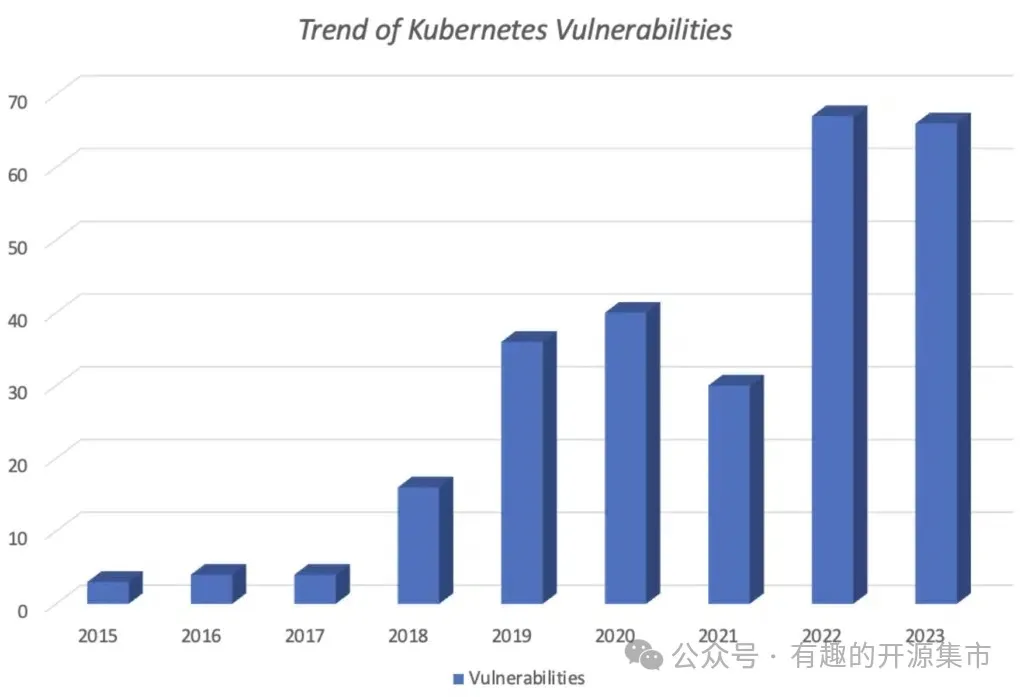 Trend of Kubernetes Vulnerabilities
70
60
50
40
30
20
10
0
2015 2016 2017 2018 2019 2020 2021 2022 2023
公众号 · 有趣的开源集市
Vulnerabilities